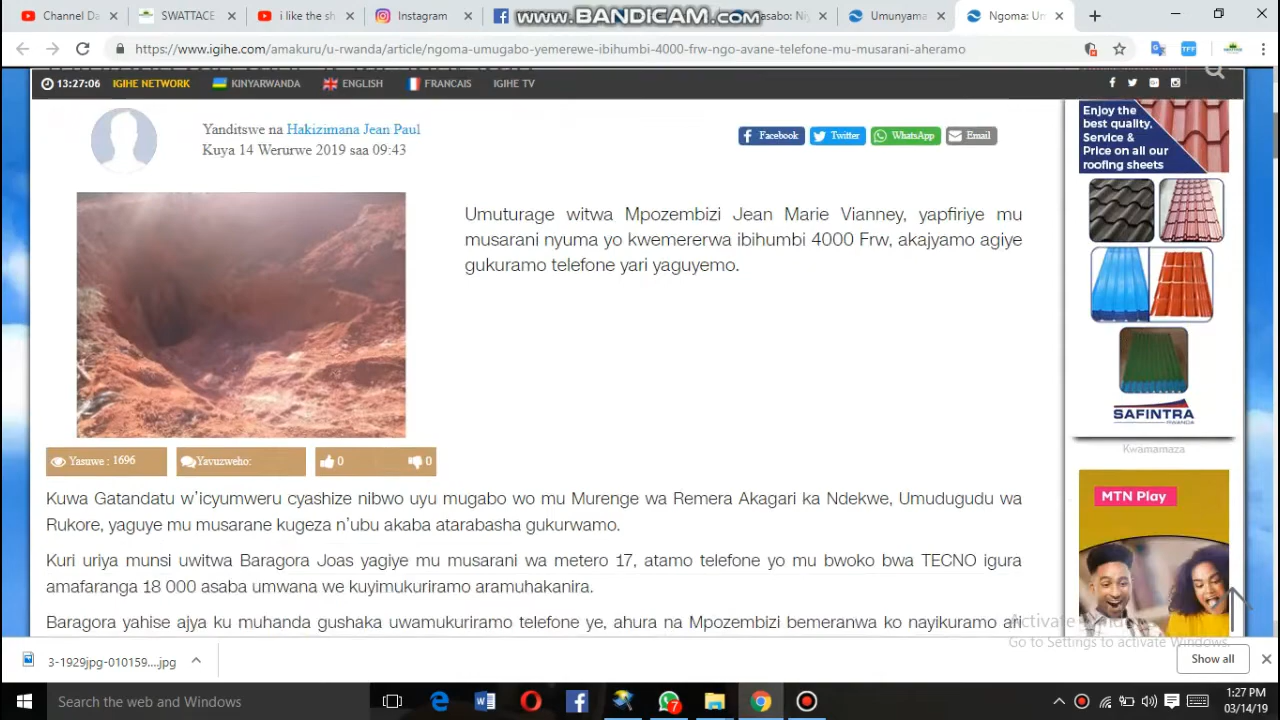 Channel Da
SWATTACE
i like the sh
Instagram
www.BANDICAM.com
asabo: Niy
Umunyama
Ngoma: Um
https://www.igihe.com/amakuru/u-rwanda/article/ngoma-umugabo-yemerewe-ibihumbi-4000-frw-ngo-avane-telefone-mu-musarani-aheramo
TFF
13:27:06 IGIHE NETWORK KINYARWANDA ENGLISH FRANCAIS IGIHE TV
Yanditswe na Hakizimana Jean Paul
Kuya 14 Werurwe 2019 saa 09:43
Facebook Twitter WhatsApp Email
Umuturage witwa Mpozembizi Jean Marie Vianney, yapfiriye mu
musarani nyuma yo kwemererwa ibihumbi 4000 Frw, akajyamo agiye
gukuramo telefone yari yaguyemo.
Yasuwe : 1696
Yavuzweho:
0 0
Kuwa Gatandatu w’icyumweru cyashize nibwo uyu mugabo wo mu Murenge wa Remera Akagari ka Ndekwe, Umudugudu wa
Rukore, yaguye mu musarane kugeza n’ubu akaba atarabasha gukurwamo.
Kuri uriya munsi uwitwa Baragora Joas yagiye mu musarani wa metero 17, atamo telefone yo mu bwoko bwa TECNO igura
amafaranga 18 000 asaba umwana we kuyimukuriramo aramuhakanira.
Baragora yahise ajya ku muhanda gushaka uwamukuriramo telefone ye, ahura na Mpozembizi bemeranwa ko nayikuramo ari
Enjoy the
best quality,
Service &
Price on all our
roofing sheets
SAFINTRA
RWANDA
Kwamamaza
MTN Play
Activate Windows
Go to Settings to activate Windows.
3-1929jpg-010159....jpg
Show all
Search the web and Windows
7
1:27 PM
03/14/19